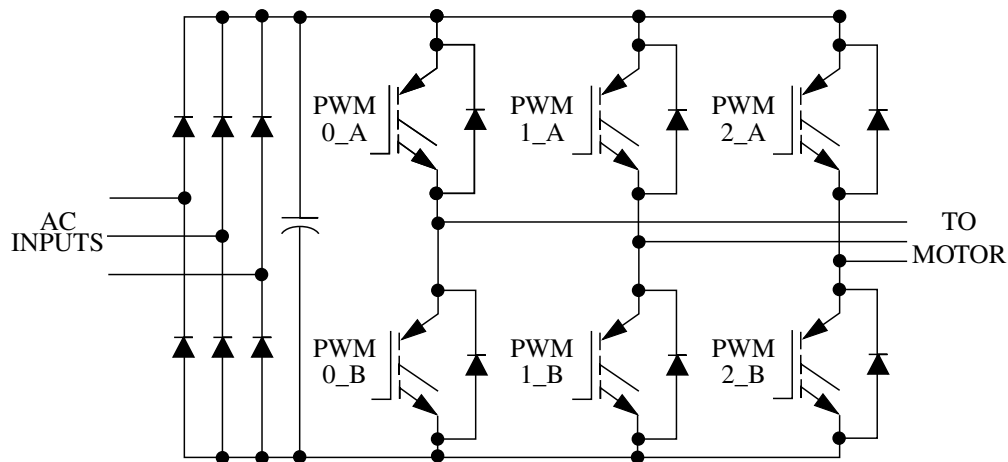 PWM
0_A
PWM
1_A
PWM
2_A
AC
INPUTS
TO
MOTOR
PWM
0_B
PWM
1_B
PWM
2_B